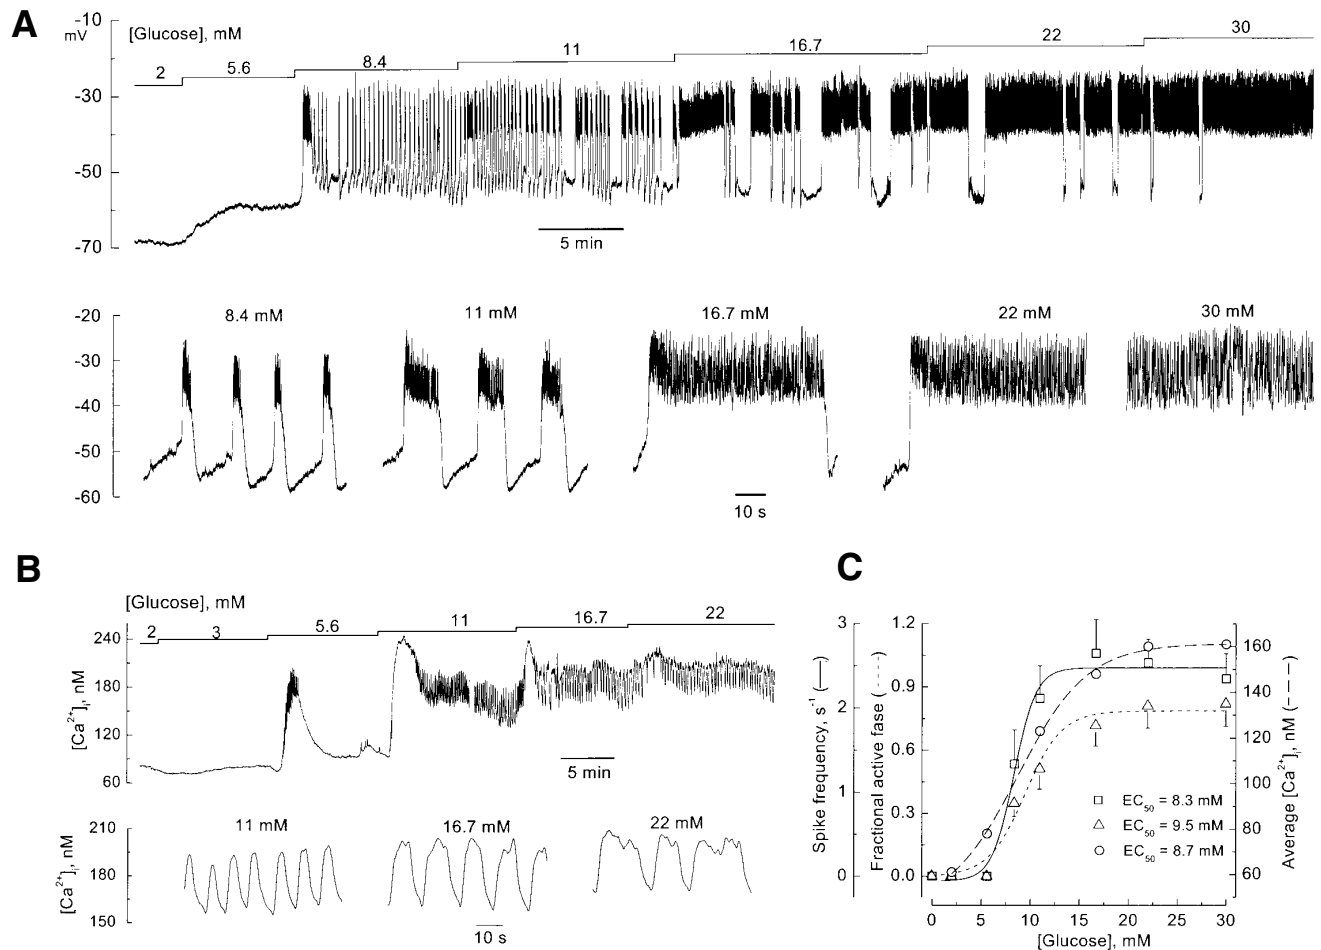 A
-10
mV
[Glucose], mM
2
5.6
8.4
11
16.7
22
30
-30
-50
-70
5 min
-20
-30
-40
-50
-60
8.4 mM
11 mM
16.7 mM
22 mM
30 mM
10 s
B
[Glucose], mM
2
3
5.6
11
16.7
22
240
180
120
60
[Ca2+]i, nM
5 min
210
180
150
[Ca2+]i, nM
11 mM
16.7 mM
22 mM
10 s
C
3
2
1
0
Spike frequency, s-1 (—)
1.2
0.9
0.6
0.3
0.0
Fractional active fase (- - - -)
160
140
120
100
80
60
Average [Ca2+]i, nM (– – –)
EC50 = 8.3 mM
EC50 = 9.5 mM
EC50 = 8.7 mM
0
5
10
15
20
25
30
[Glucose], mM